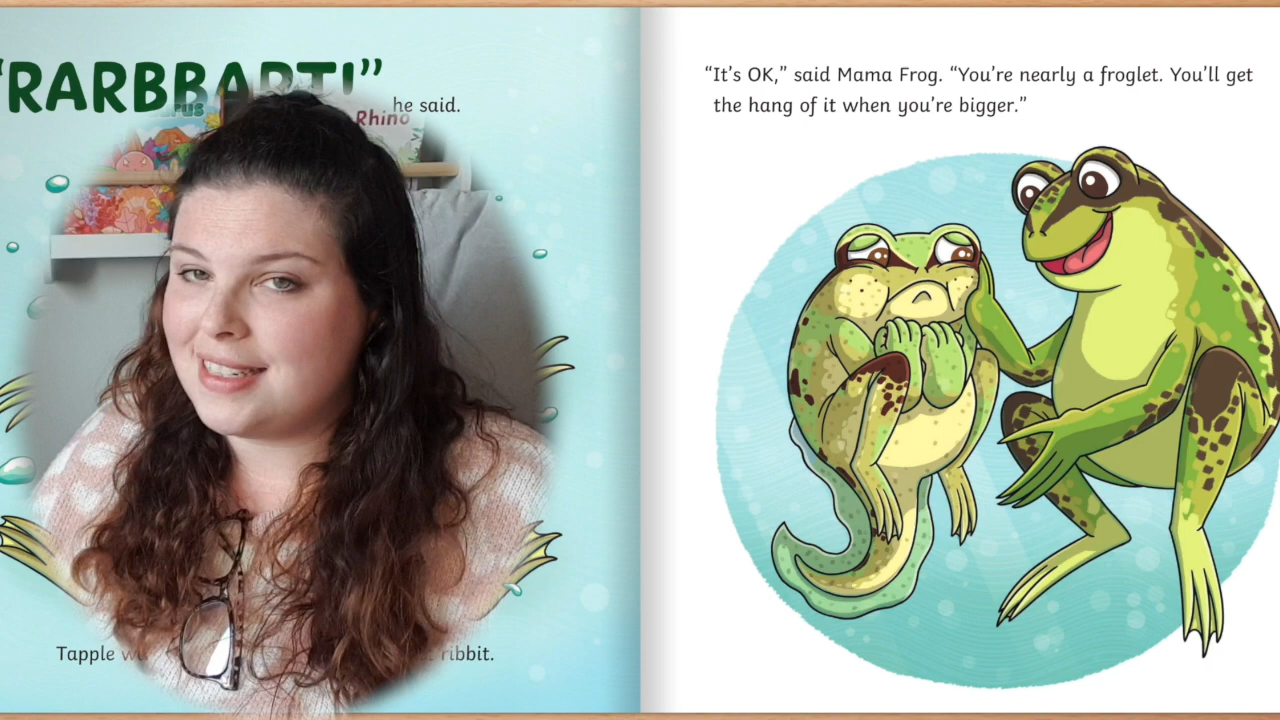 “RARBBART!”
he said.
Rhino
Tapple
ribbit.
“It’s OK,” said Mama Frog. “You’re nearly a froglet. You’ll get
the hang of it when you’re bigger.”